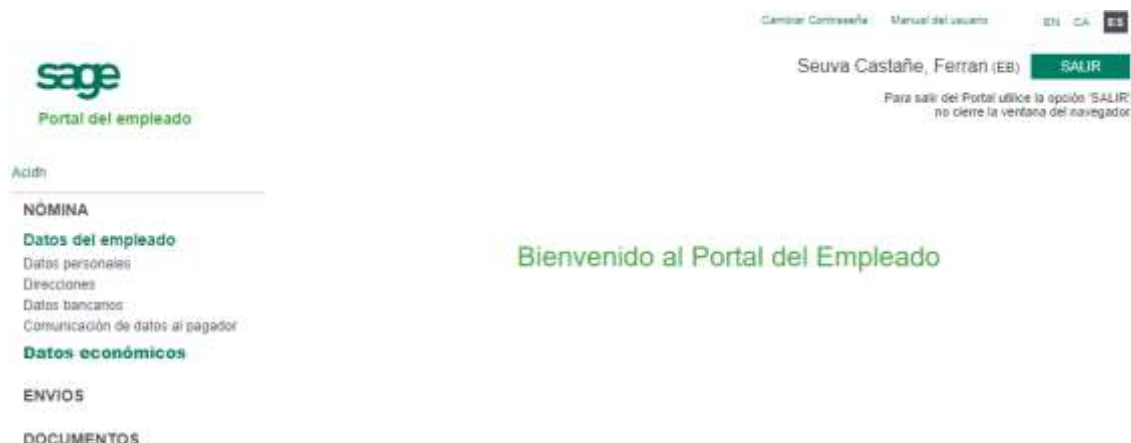 Cambiar Contraseña Manual del usuario EN CA ES
sage
Portal del empleado
Seuva Castañe, Ferran (EB) SALIR
Para salir del Portal utilice la opción 'SALIR'
no cierre la ventana del navegador
Acidh
NÓMINA
Datos del empleado
Datos personales
Direcciones
Datos bancarios
Comunicación de datos al pagador
Datos económicos
ENVIOS
DOCUMENTOS
Bienvenido al Portal del Empleado